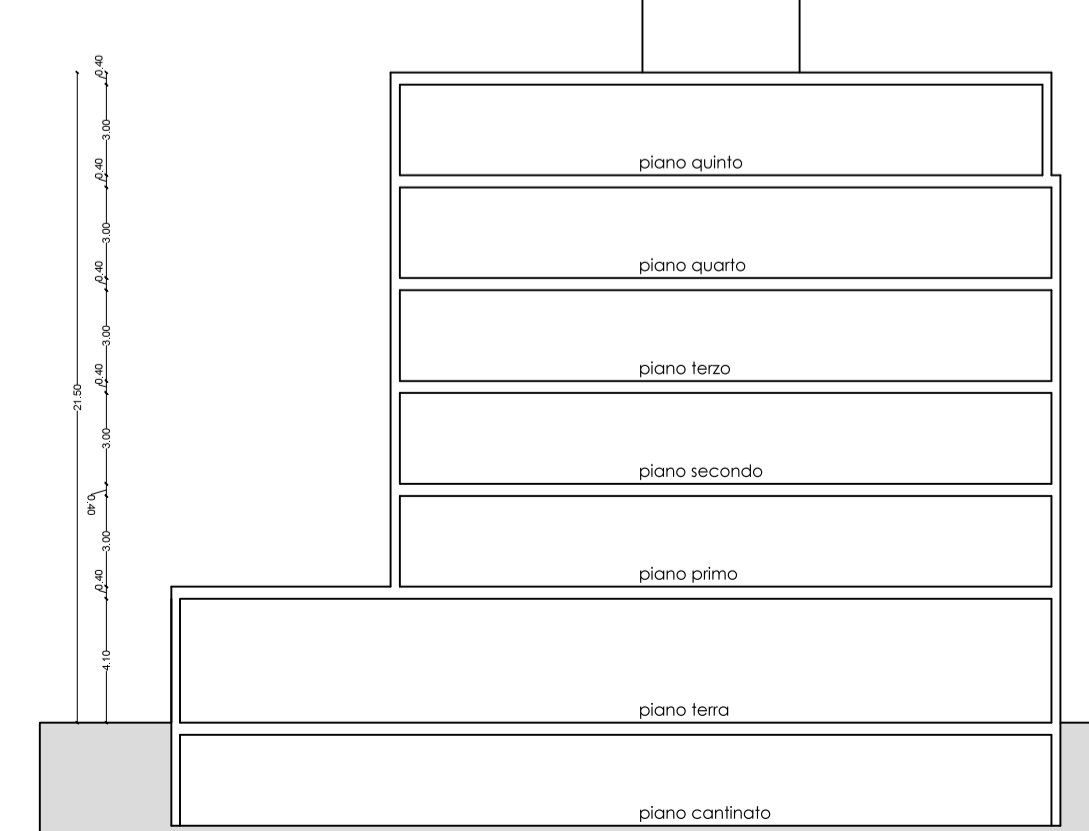 0.40
3.00
piano quinto
0.40
3.00
piano quarto
0.40
3.00
piano terzo
0.40
21.50
3.00
piano secondo
0.40
3.00
piano primo
0.40
4.10
piano terra
piano cantinato